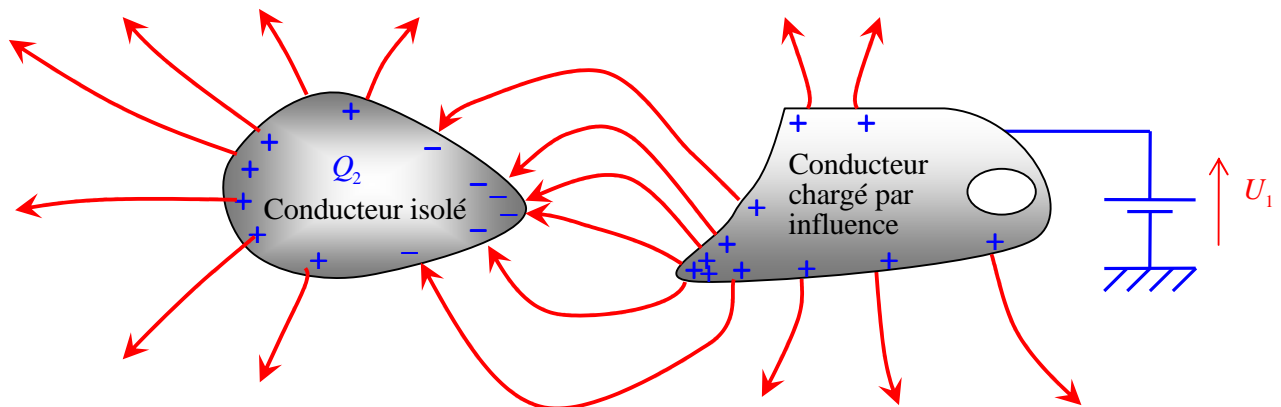 Q₂
Conducteur isolé
Conducteur
chargé par
influence
U₁